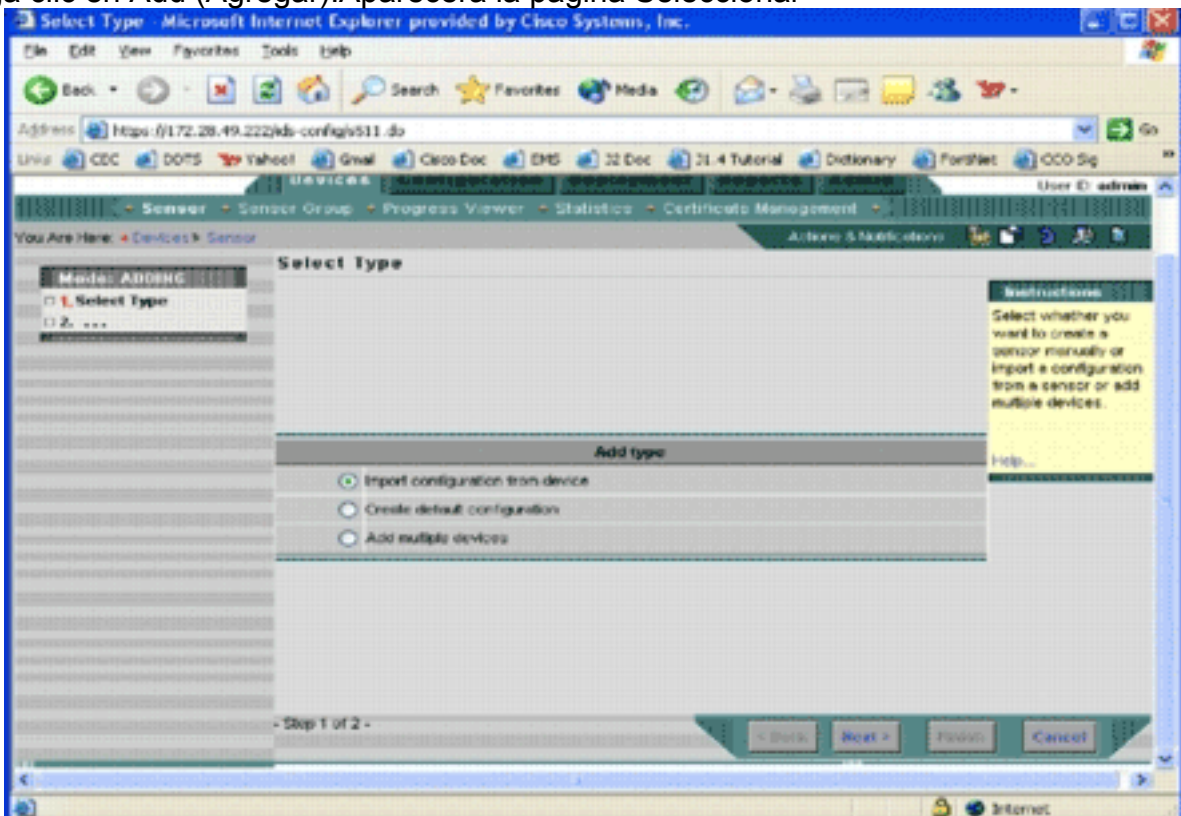 clic en Add (Agregar).Aparecerá la página Seleccionar
Select Type - Microsoft Internet Explorer provided by Cisco Systems, Inc.
File Edit View Favorites Tools Help
Back Search Favorites Media
Address https://172.28.49.222/ids-config/s511.do Go
Links CDC DOTS Yahoo! Gmail Cisco Doc EMS 32 Doc 31.4 Tutorial Dictionary FortiNet CCO Sig
Devices Configuration Deployment Reports Admin User ID: admin
Sensor Sensor Group Progress Viewer Statistics Certificate Management
You Are Here: Devices Sensor Actions & Notifications
Select Type
Mode: ADDING
1. Select Type
2. ...
Instructions
Select whether you
want to create a
sensor manually or
import a configuration
from a sensor or add
multiple devices.
Help...
Add type
Import configuration from device
Create default configuration
Add multiple devices
- Step 1 of 2 -
< Back Next > Finish Cancel
Internet